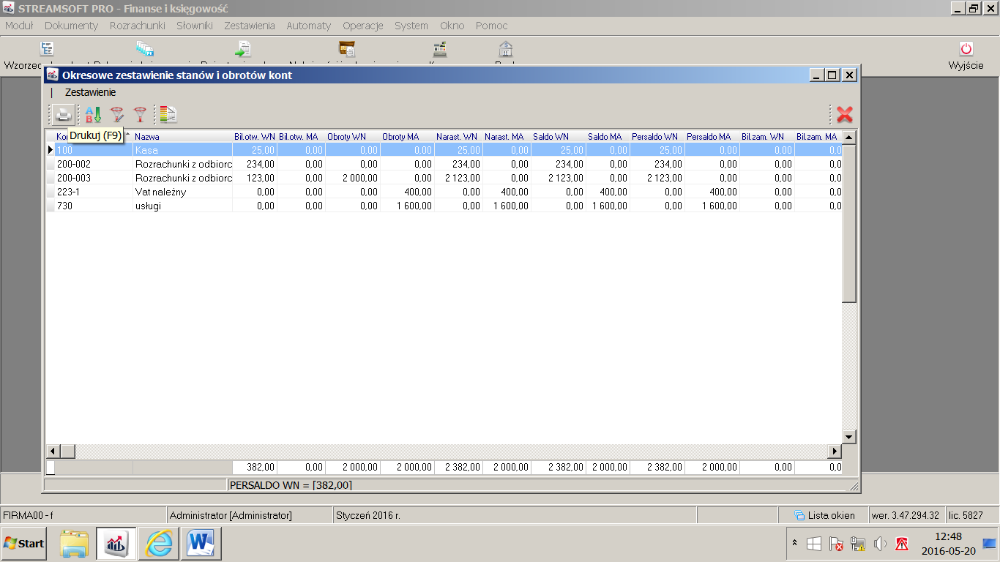 STREAMSOFT PRO - Finanse i księgowość
Moduł Dokumenty Rozrachunki Słowniki Zestawienia Automaty Operacje System Okno Pomoc
Wyjście
Okresowe zestawienie stanów i obrotów kont
Zestawienie
Drukuj (F9)
Nazwa Bil.otw. WN Bil.otw. MA Obroty WN Obroty MA Narast. WN Narast. MA Saldo WN Saldo MA Persaldo WN Persaldo MA Bil.zam. WN Bil.zam. MA
100 Kasa 25,00 0,00 0,00 0,00 25,00 0,00 25,00 0,00 25,00 0,00 0,00 0,0
200-002 Rozrachunki z odbiorc 234,00 0,00 0,00 0,00 234,00 0,00 234,00 0,00 234,00 0,00 0,00 0,0
200-003 Rozrachunki z odbiorc 123,00 0,00 2 000,00 0,00 2 123,00 0,00 2 123,00 0,00 2 123,00 0,00 0,00 0,0
223-1 Vat należny 0,00 0,00 0,00 400,00 0,00 400,00 0,00 400,00 0,00 400,00 0,00 0,0
730 usługi 0,00 0,00 0,00 1 600,00 0,00 1 600,00 0,00 1 600,00 0,00 1 600,00 0,00 0,0
382,00 0,00 2 000,00 2 000,00 2 382,00 2 000,00 2 382,00 2 000,00 2 382,00 2 000,00 0,00 0,0
PERSALDO WN = [382,00]
FIRMA00 - f Administrator [Administrator] Styczeń 2016 r. Lista okien wer. 3.47.294.32 lic. 5827
Start 12:48
2016-05-20